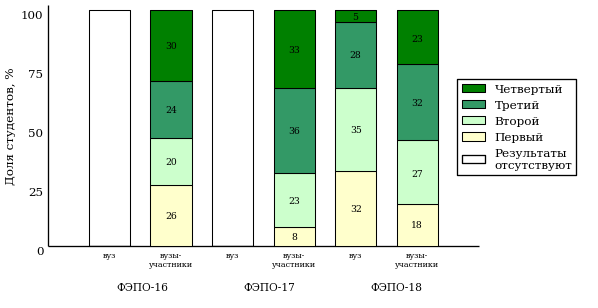 100
75
50
25
0
Доля студентов, %
30
24
20
26
33
36
23
8
5
28
35
32
23
32
27
18
вуз
вузы-
участники
вуз
вузы-
участники
вуз
вузы-
участники
ФЭПО-16
ФЭПО-17
ФЭПО-18
Четвертый
Третий
Второй
Первый
Результаты
отсутствуют